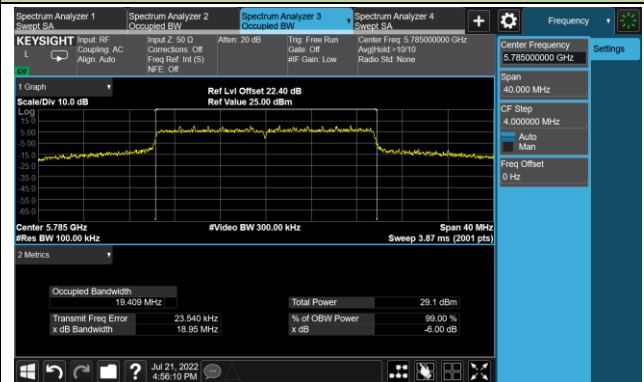 Spectrum Analyzer 1
Swept SA
Spectrum Analyzer 2
Occupied BW
Spectrum Analyzer 3
Occupied BW
Spectrum Analyzer 4
Swept SA
+
Frequency
KEYSIGHT
L
Input: RF
Coupling: AC
Align: Auto
Input Z: 50 Ω
Corrections: Off
Freq Ref: Int (S)
NFE: Off
Atten: 20 dB
Trig: Free Run
Gate: Off
#IF Gain: Low
Center Freq: 5.785000000 GHz
Avg|Hold:>10/10
Radio Std: None
Center Frequency
5.785000000 GHz
Settings
Span
40.000 MHz
CF Step
4.000000 MHz
Auto
Man
Freq Offset
0 Hz
1 Graph
Scale/Div 10.0 dB
Ref Lvl Offset 22.40 dB
Ref Value 25.00 dBm
Log
15.0
5.00
-5.00
-15.0
-25.0
-35.0
-45.0
-55.0
-65.0
Center 5.785 GHz
#Res BW 100.00 kHz
#Video BW 300.00 kHz
Span 40 MHz
Sweep 3.87 ms (2001 pts)
2 Metrics
Occupied Bandwidth
19.409 MHz
Transmit Freq Error 23.540 kHz
x dB Bandwidth 18.95 MHz
Total Power 29.1 dBm
% of OBW Power 99.00 %
x dB -6.00 dB
?
Jul 21, 2022
4:56:10 PM